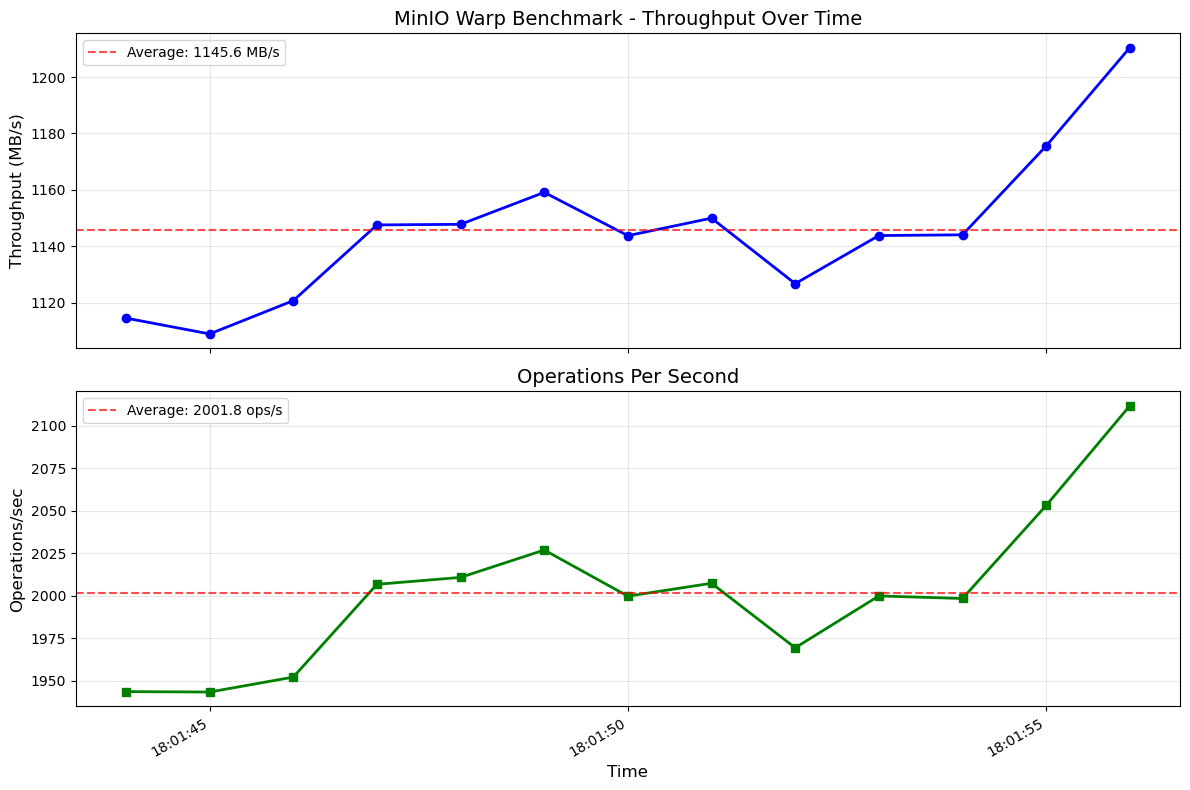 MinIO Warp Benchmark - Throughput Over Time
Average: 1145.6 MB/s
Throughput (MB/s)
1200
1180
1160
1140
1120
Operations Per Second
Average: 2001.8 ops/s
Operations/sec
2100
2075
2050
2025
2000
1975
1950
18:01:45
18:01:50
18:01:55
Time